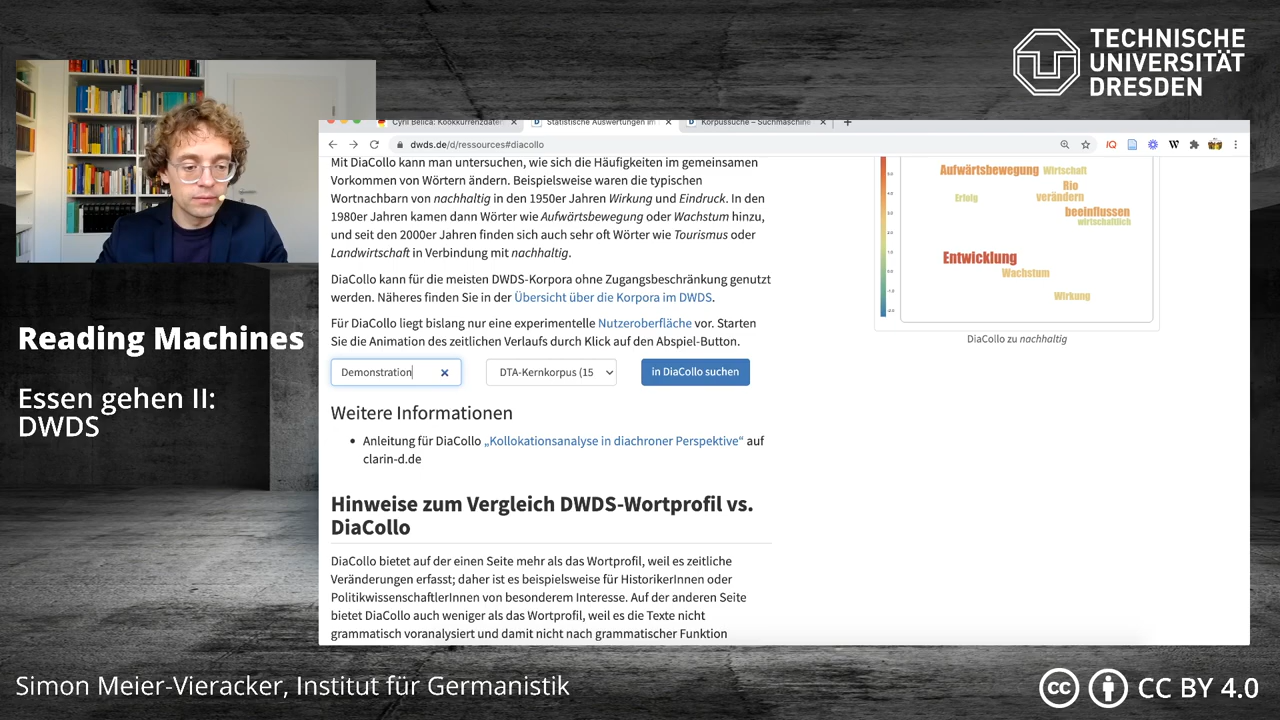 TECHNISCHE
UNIVERSITÄT
DRESDEN
Reading Machines
Essen gehen II:
DWDS
Cyril Belica: Kookkurrenzdaten
Statistische Auswertungen im
Korpussuche – Suchmaschine
dwds.de/d/ressources#diacollo
Mit DiaCollo kann man untersuchen, wie sich die Häufigkeiten im gemeinsamen
Vorkommen von Wörtern ändern. Beispielsweise waren die typischen
Wortnachbarn von nachhaltig in den 1950er Jahren Wirkung und Eindruck. In den
1980er Jahren kamen dann Wörter wie Aufwärtsbewegung oder Wachstum hinzu,
und seit den 2000er Jahren finden sich auch sehr oft Wörter wie Tourismus oder
Landwirtschaft in Verbindung mit nachhaltig.
DiaCollo kann für die meisten DWDS-Korpora ohne Zugangsbeschränkung genutzt
werden. Näheres finden Sie in der Übersicht über die Korpora im DWDS.
Für DiaCollo liegt bislang nur eine experimentelle Nutzeroberfläche vor. Starten
Sie die Animation des zeitlichen Verlaufs durch Klick auf den Abspiel-Button.
Demonstration
DTA-Kernkorpus (15
in DiaCollo suchen
Weitere Informationen
• Anleitung für DiaCollo „Kollokationsanalyse in diachroner Perspektive“ auf
clarin-d.de
Hinweise zum Vergleich DWDS-Wortprofil vs.
DiaCollo
DiaCollo bietet auf der einen Seite mehr als das Wortprofil, weil es zeitliche
Veränderungen erfasst; daher ist es beispielsweise für HistorikerInnen oder
PolitikwissenschaftlerInnen von besonderem Interesse. Auf der anderen Seite
bietet DiaCollo auch weniger als das Wortprofil, weil es die Texte nicht
grammatisch voranalysiert und damit nicht nach grammatischer Funktion
Aufwärtsbewegung Wirtschaft
Rio
Erfolg verändern
beeinflussen
wirtschaftlich
Entwicklung
Wachstum
Wirkung
DiaCollo zu nachhaltig
Simon Meier-Vieracker, Institut für Germanistik
CC BY 4.0